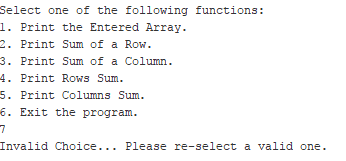 Select one of the following functions:
1. Print the Entered Array.
2. Print Sum of a Row.
3. Print Sum of a Column.
4. Print Rows Sum.
5. Print Columns Sum.
6. Exit the program.
7
Invalid Choice... Please re-select a valid one.